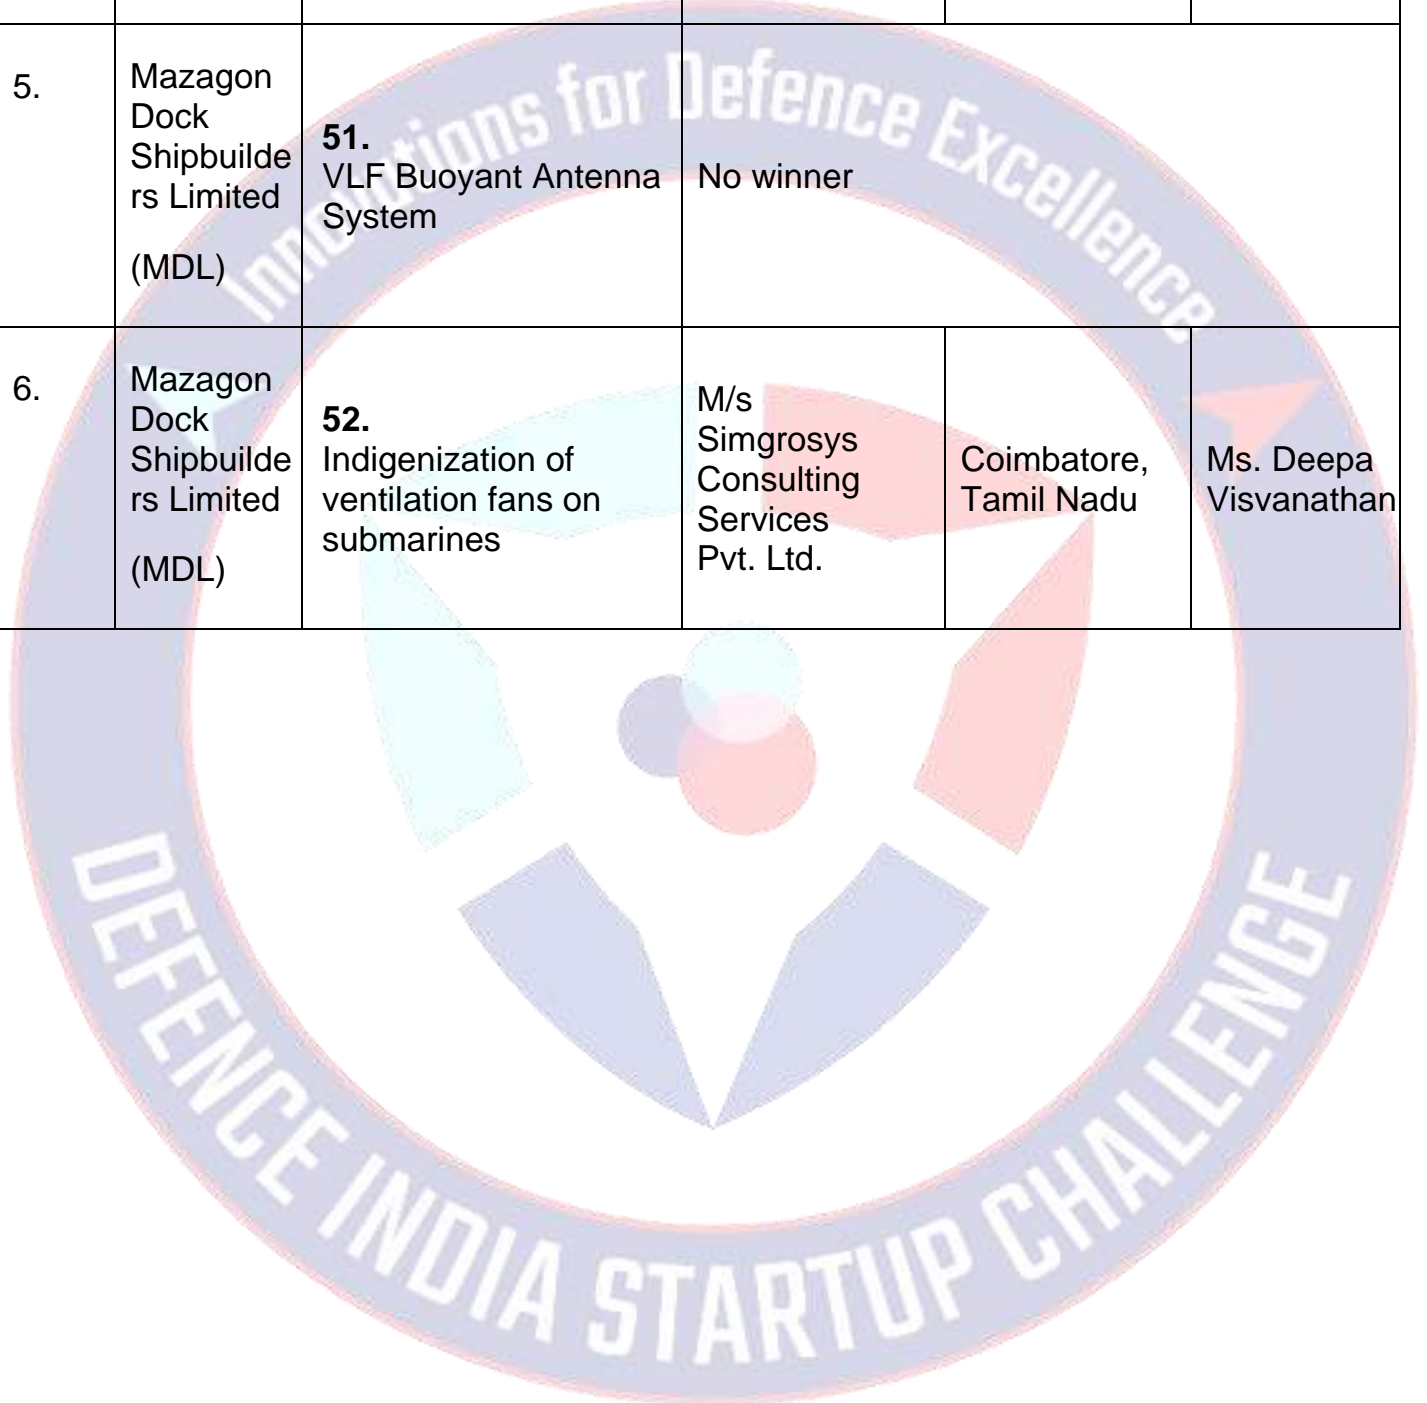 Innovations for Defence Excellence
5.
Mazagon
Dock
Shipbuilde
rs Limited
(MDL)
51.
VLF Buoyant Antenna
System
No winner
6.
Mazagon
Dock
Shipbuilde
rs Limited
(MDL)
52.
Indigenization of
ventilation fans on
submarines
M/s
Simgrosys
Consulting
Services
Pvt. Ltd.
Coimbatore,
Tamil Nadu
Ms. Deepa
Visvanathan
DEFENCE INDIA STARTUP CHALLENGE